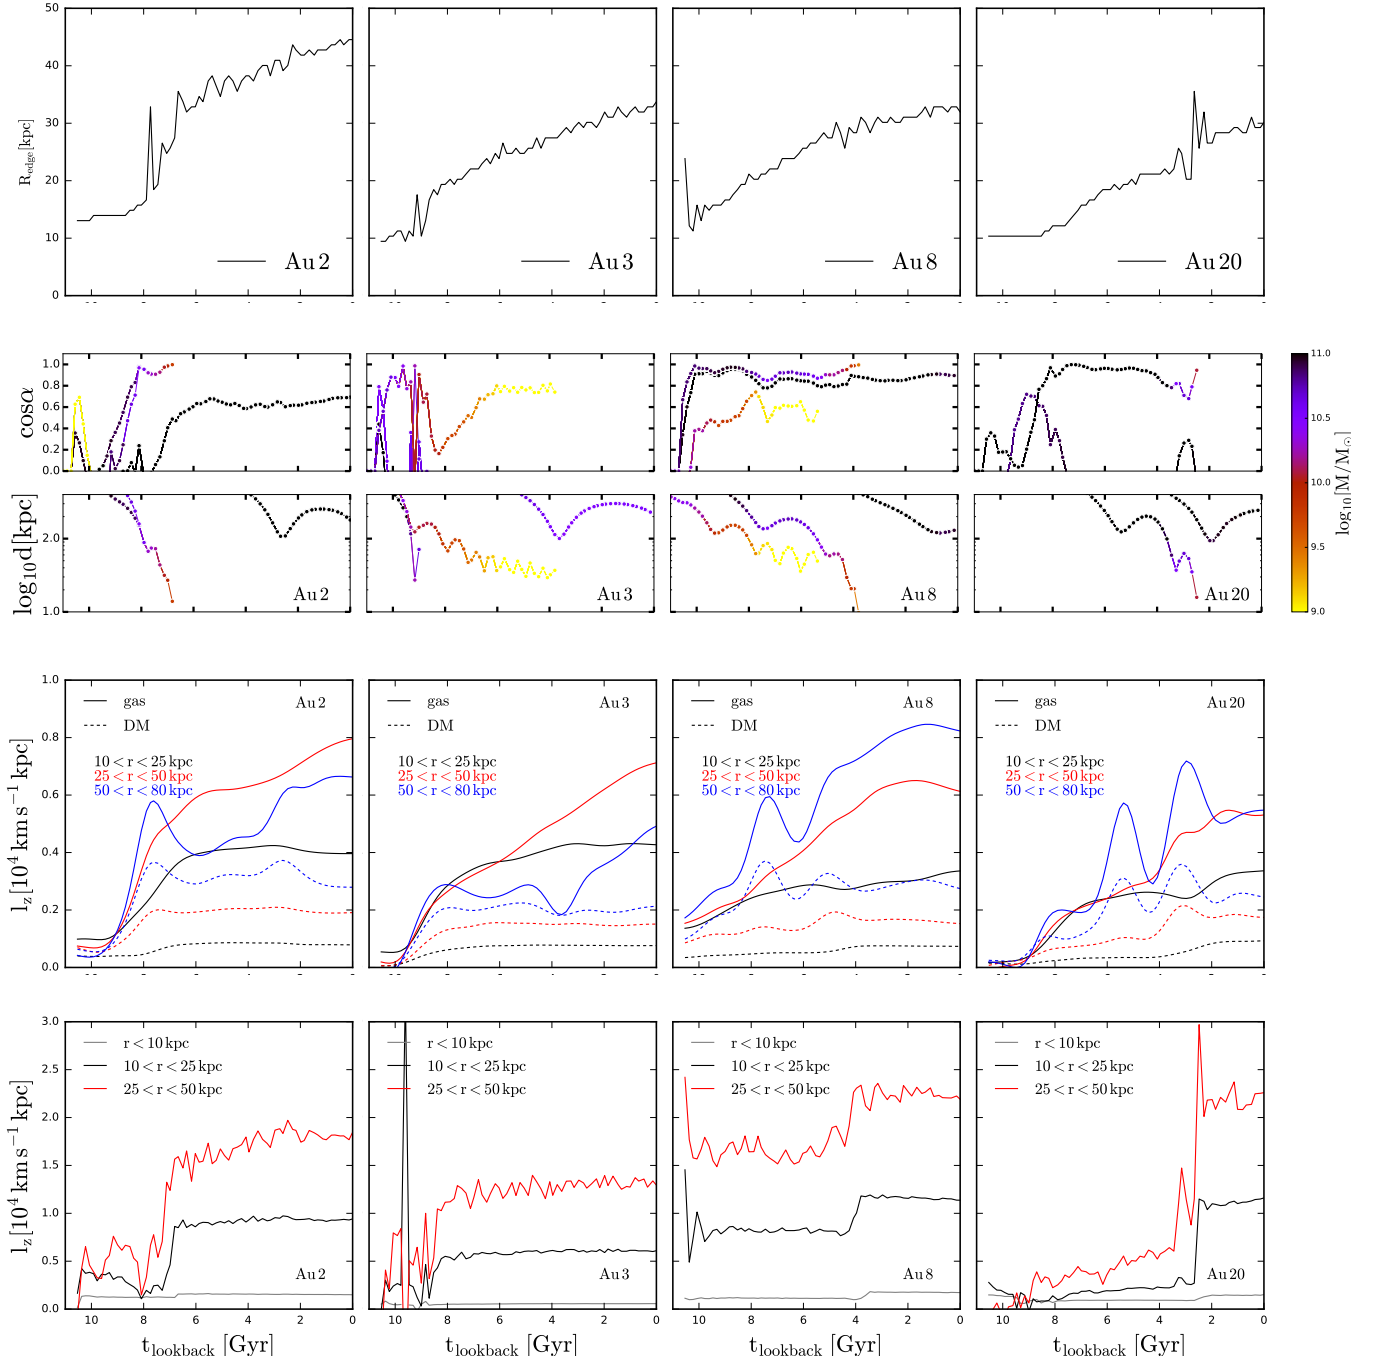 R_edge[kpc]
50
40
30
20
10
0
Au 2
Au 3
Au 8
Au 20
cosα
1.0
0.8
0.6
0.4
0.2
0.0
log₁₀d[kpc]
2.0
1.0
Au 2
Au 3
Au 8
Au 20
11.0
10.5
10.0
9.5
9.0
log₁₀[M/M_⊙]
l_z[10⁴ km s⁻¹ kpc]
1.0
0.8
0.6
0.4
0.2
0.0
gas
DM
10 < r < 25 kpc
25 < r < 50 kpc
50 < r < 80 kpc
Au 2
gas
DM
10 < r < 25 kpc
25 < r < 50 kpc
50 < r < 80 kpc
Au 3
gas
DM
10 < r < 25 kpc
25 < r < 50 kpc
50 < r < 80 kpc
Au 8
gas
DM
10 < r < 25 kpc
25 < r < 50 kpc
50 < r < 80 kpc
Au 20
l_z[10⁴ km s⁻¹ kpc]
3.0
2.5
2.0
1.5
1.0
0.5
0.0
r < 10 kpc
10 < r < 25 kpc
25 < r < 50 kpc
Au 2
r < 10 kpc
10 < r < 25 kpc
25 < r < 50 kpc
Au 3
r < 10 kpc
10 < r < 25 kpc
25 < r < 50 kpc
Au 8
r < 10 kpc
10 < r < 25 kpc
25 < r < 50 kpc
Au 20
10 8 6 4 2 0
10 8 6 4 2 0
10 8 6 4 2 0
10 8 6 4 2 0
t_lookback [Gyr]
t_lookback [Gyr]
t_lookback [Gyr]
t_lookback [Gyr]